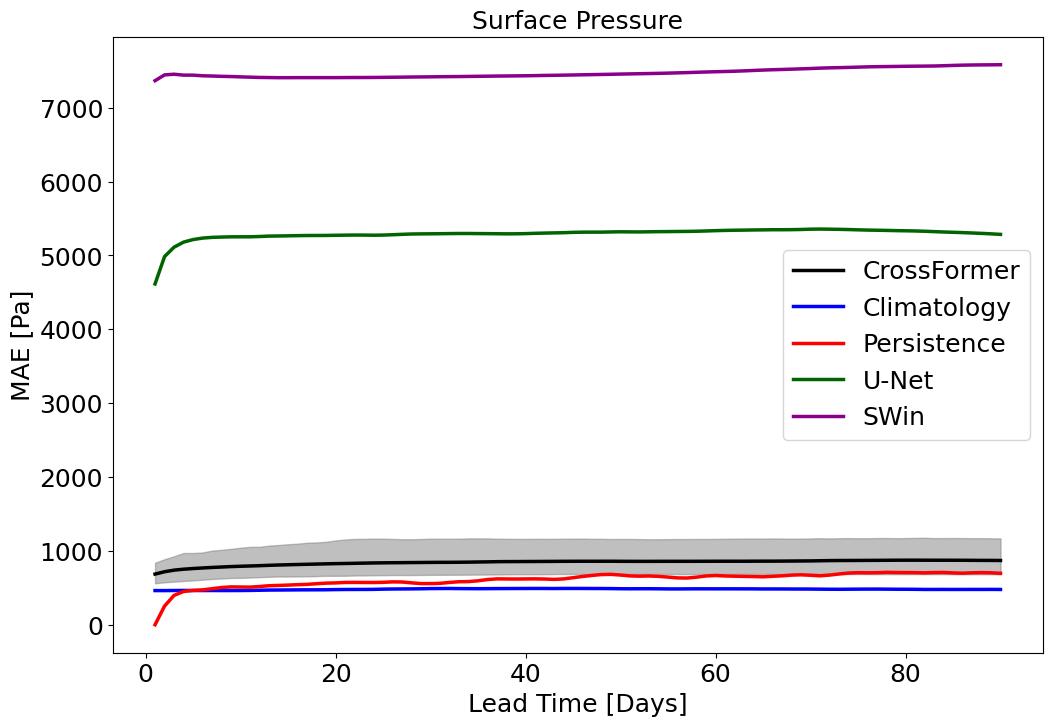 Surface Pressure
MAE [Pa]
7000
6000
5000
4000
3000
2000
1000
0
CrossFormer
Climatology
Persistence
U-Net
SWin
0 20 40 60 80
Lead Time [Days]